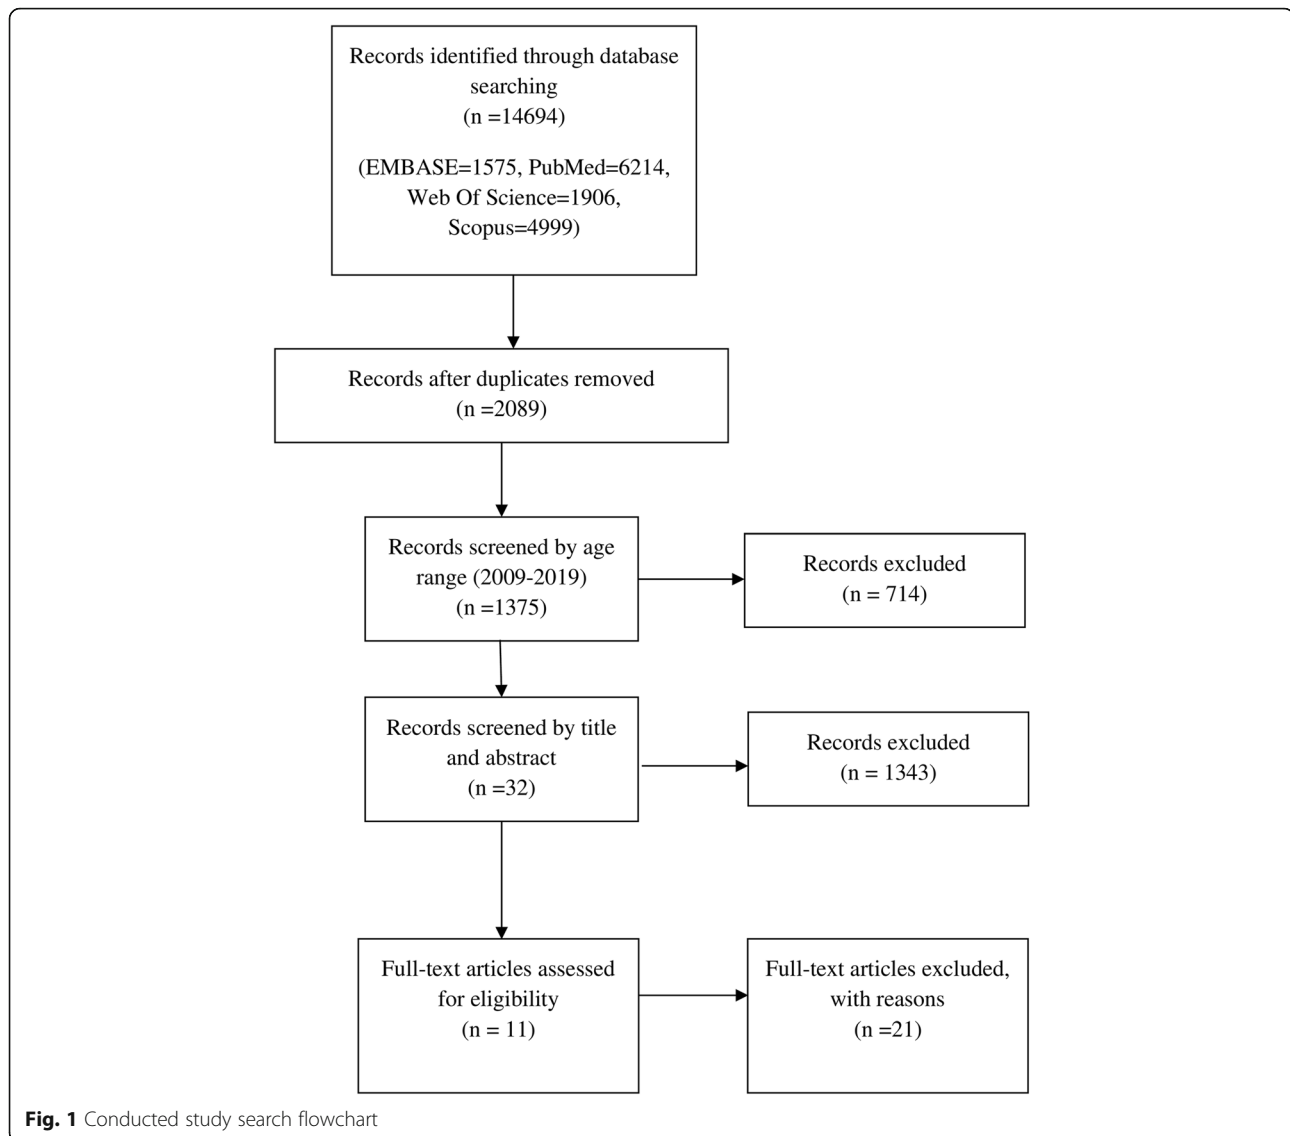 Records identified through database
searching
(n =14694)
(EMBASE=1575, PubMed=6214,
Web Of Science=1906,
Scopus=4999)
Records after duplicates removed
(n =2089)
Records screened by age
range (2009-2019)
(n =1375)
Records excluded
(n = 714)
Records screened by title
and abstract
(n =32)
Records excluded
(n = 1343)
Full-text articles assessed
for eligibility
(n = 11)
Full-text articles excluded,
with reasons
(n =21)
Fig. 1 Conducted study search flowchart